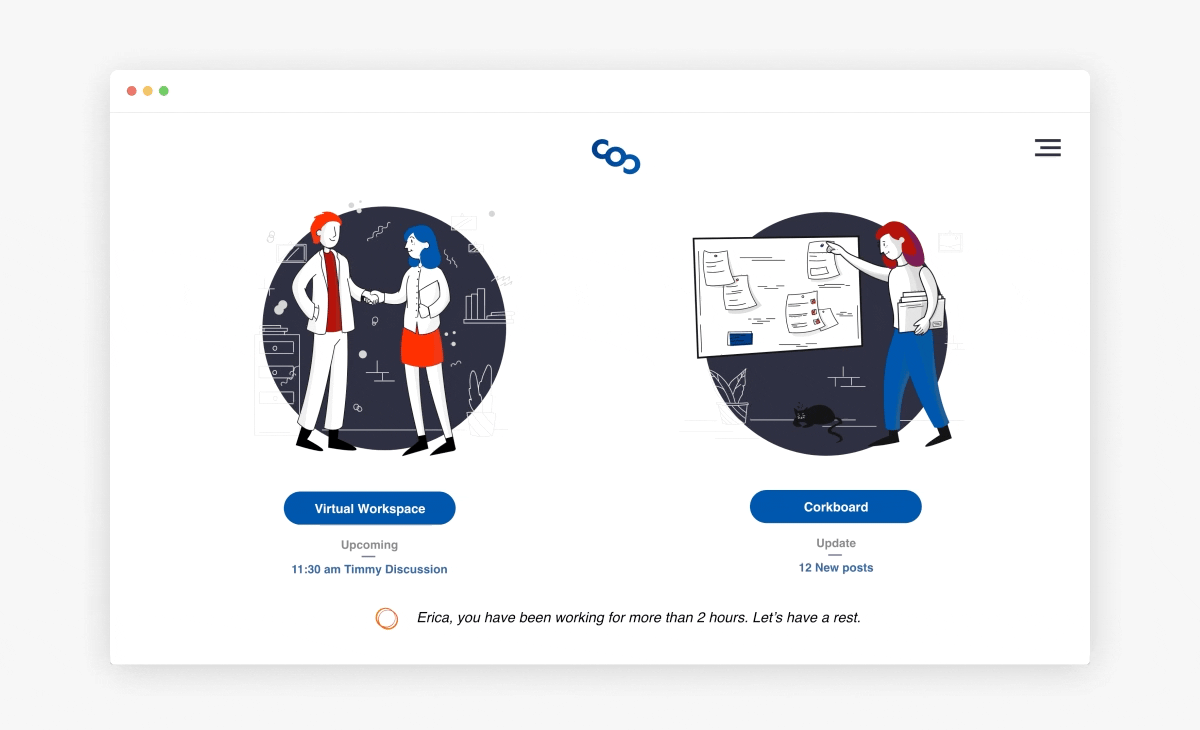 coo
Virtual Workspace
Upcoming
11:30 am Timmy Discussion
Corkboard
Update
12 New posts
Erica, you have been working for more than 2 hours. Let’s have a rest.